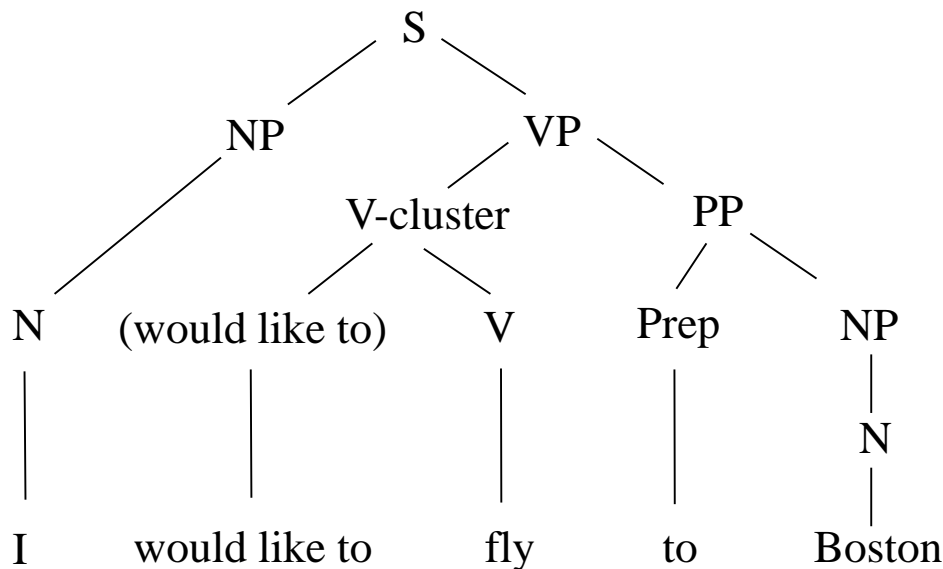 S
NP VP
V-cluster PP
N (would like to) V Prep NP
N
I would like to fly to Boston